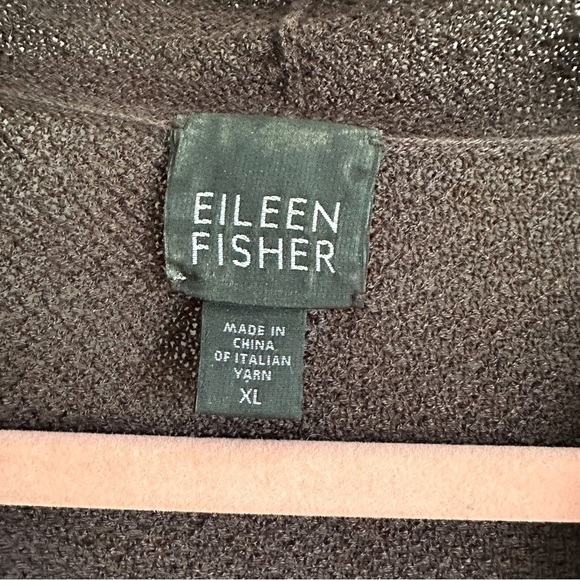 EILEEN
FISHER
MADE IN
CHINA
OF ITALIAN
YARN
XL